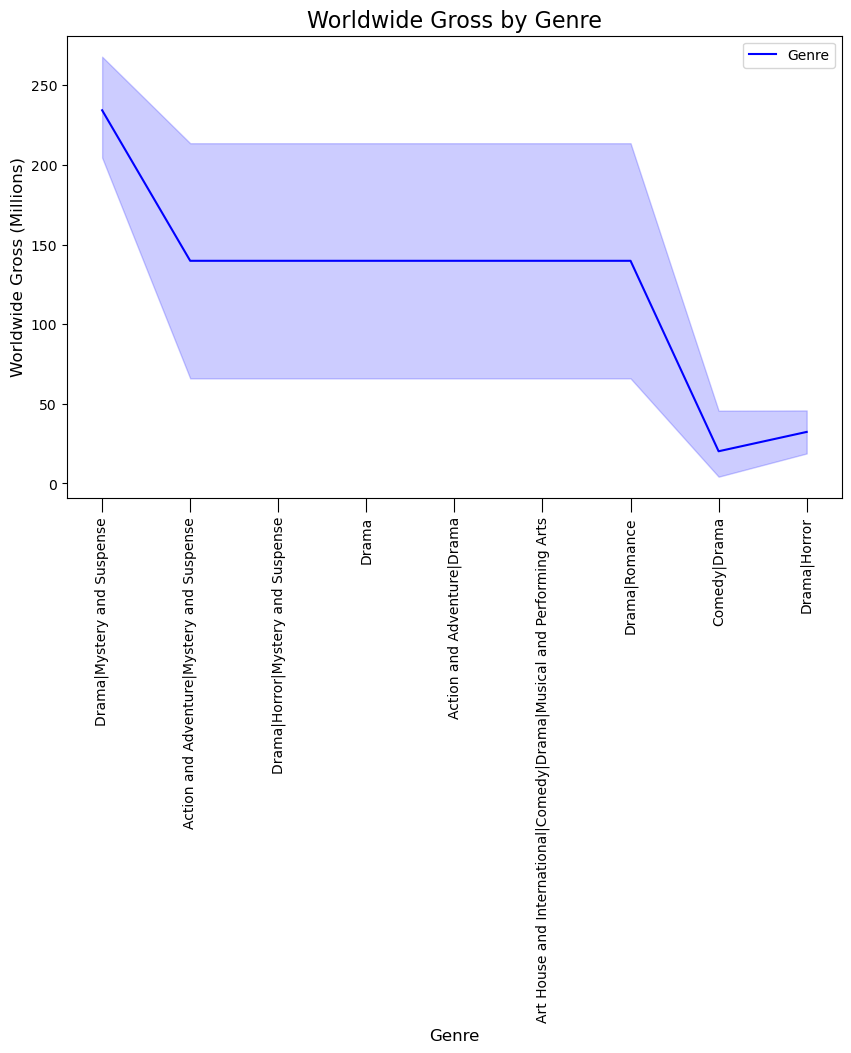 Worldwide Gross by Genre
Genre
Worldwide Gross (Millions)
250
200
150
100
50
0
Drama|Mystery and Suspense
Action and Adventure|Mystery and Suspense
Drama|Horror|Mystery and Suspense
Drama
Action and Adventure|Drama
Art House and International|Comedy|Drama|Musical and Performing Arts
Drama|Romance
Comedy|Drama
Drama|Horror
Genre